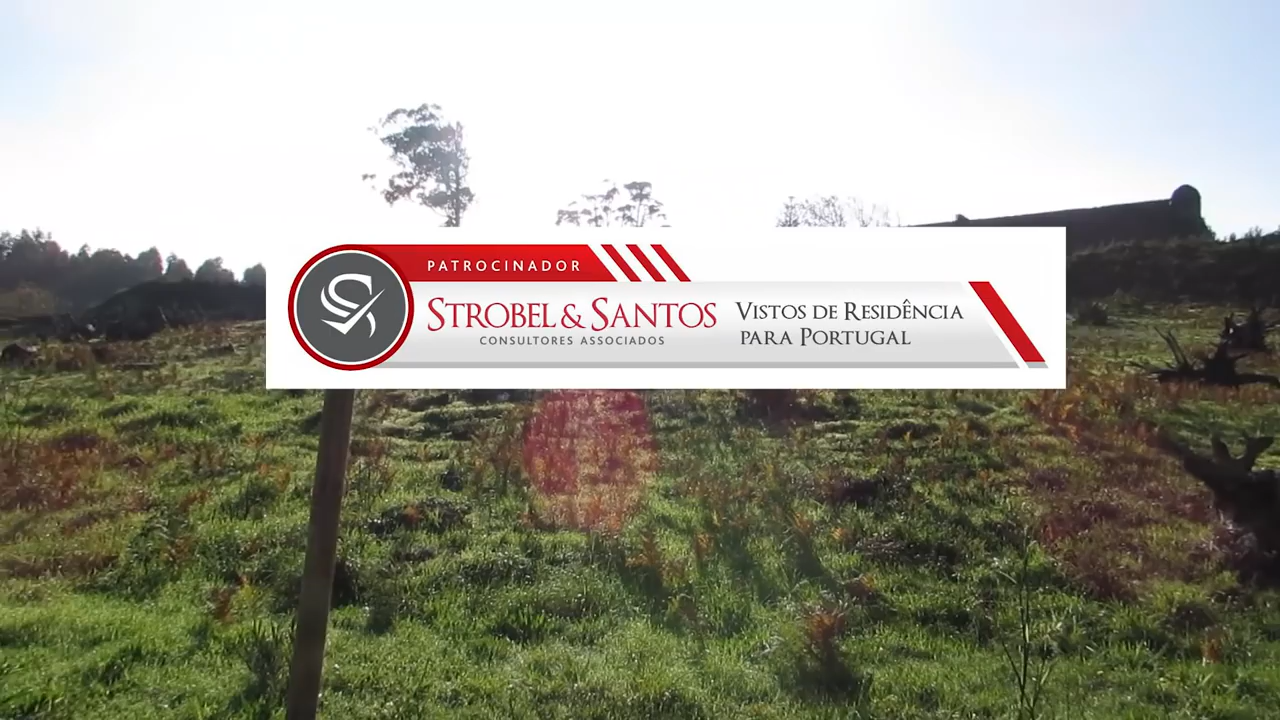 PATROCINADOR
STROBEL & SANTOS
CONSULTORES ASSOCIADOS
VISTOS DE RESIDÊNCIA
PARA PORTUGAL